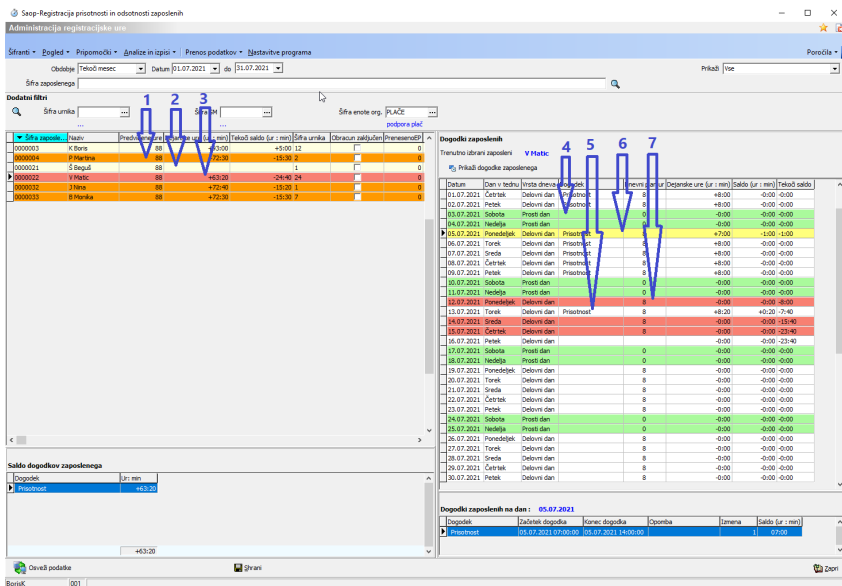 Saop-Registracija prisotnosti in odsotnosti zaposlenih
Administracija registracijske ure
Šifranti Pogled Pripomočki Analize in izpisi Prenos podatkov Nastavitve programa Poročila
Obdobje Tekoči mesec Datum 01.07.2021 do 31.07.2021 Prikaži Vse
Šifra zaposlenega
Dodatni filtri
Šifra urnika ... Šifra SM ... Šifra enote org. PLAČE ...
... ... podpora plač
1 2 3
Šifra zaposle... Naziv Tekoči saldo (ur : min) Šifra urnika Obracun zaključen PrenesenoEP
0000003 K Boris 88 +5:00 12 0
0000004 P Martina 88 +72:30 -15:30 2 0
0000021 Š Beguš 88 1 0
0000022 V Matic 88 +63:20 -24:40 24 0
0000032 J Nina 88 +72:40 -15:20 1 0
0000033 B Monika 88 +72:30 -15:30 7 0
Saldo dogodkov zaposlenega
Dogodek Ur: min
Prisotnost +63:20
+63:20
Dogodki zaposlenih
Trenutno izbrani zaposleni V Matic
4 5 6 7
Prikaži dogodke zaposlenega
Datum Dan v tednu Vrsta dneva Dogodek Dnevni plan ur Dejanske ure (ur : min) Saldo (ur : min) Tekoči saldo
01.07.2021 Četrtek Delovni dan Prisotnost 8 +8:00 -0:00 -0:00
02.07.2021 Petek Delovni dan Prisotnost 8 +8:00 -0:00 -0:00
03.07.2021 Sobota Prosti dan 0 -0:00 -0:00 -0:00
04.07.2021 Nedelja Prosti dan 0 -0:00 -0:00 -0:00
05.07.2021 Ponedeljek Delovni dan Prisotnost 8 +7:00 -1:00 -1:00
06.07.2021 Torek Delovni dan Prisotnost 8 +8:00 -0:00 -0:00
07.07.2021 Sreda Delovni dan Prisotnost 8 +8:00 -0:00 -0:00
08.07.2021 Četrtek Delovni dan Prisotnost 8 +8:00 -0:00 -0:00
09.07.2021 Petek Delovni dan Prisotnost 8 +8:00 -0:00 -0:00
10.07.2021 Sobota Prosti dan 0 -0:00 -0:00 -0:00
11.07.2021 Nedelja Prosti dan 0 -0:00 -0:00 -0:00
12.07.2021 Ponedeljek Delovni dan 8 -0:00 -0:00 -8:00
13.07.2021 Torek Delovni dan Prisotnost 8 +8:20 +0:20 -7:40
14.07.2021 Sreda Delovni dan 8 -0:00 -0:00 -15:40
15.07.2021 Četrtek Delovni dan 8 -0:00 -0:00 -23:40
16.07.2021 Petek Delovni dan 8 -0:00 -0:00 -23:40
17.07.2021 Sobota Prosti dan 0 -0:00 -0:00 -0:00
18.07.2021 Nedelja Prosti dan 0 -0:00 -0:00 -0:00
19.07.2021 Ponedeljek Delovni dan 8 -0:00 -0:00 -0:00
20.07.2021 Torek Delovni dan 8 -0:00 -0:00 -0:00
21.07.2021 Sreda Delovni dan 8 -0:00 -0:00 -0:00
22.07.2021 Četrtek Delovni dan 8 -0:00 -0:00 -0:00
23.07.2021 Petek Delovni dan 8 -0:00 -0:00 -0:00
24.07.2021 Sobota Prosti dan 0 -0:00 -0:00 -0:00
25.07.2021 Nedelja Prosti dan 0 -0:00 -0:00 -0:00
26.07.2021 Ponedeljek Delovni dan 8 -0:00 -0:00 -0:00
27.07.2021 Torek Delovni dan 8 -0:00 -0:00 -0:00
28.07.2021 Sreda Delovni dan 8 -0:00 -0:00 -0:00
29.07.2021 Četrtek Delovni dan 8 -0:00 -0:00 -0:00
30.07.2021 Petek Delovni dan 8 -0:00 -0:00 -0:00
Dogodki zaposlenih na dan : 05.07.2021
Dogodek Začetek dogodka Konec dogodka Opomba Izmena Saldo (ur : min)
Prisotnost 05.07.2021 07:00:00 05.07.2021 14:00:00 1 07:00
Osveži podatke Shrani Zapri
BorisK 001